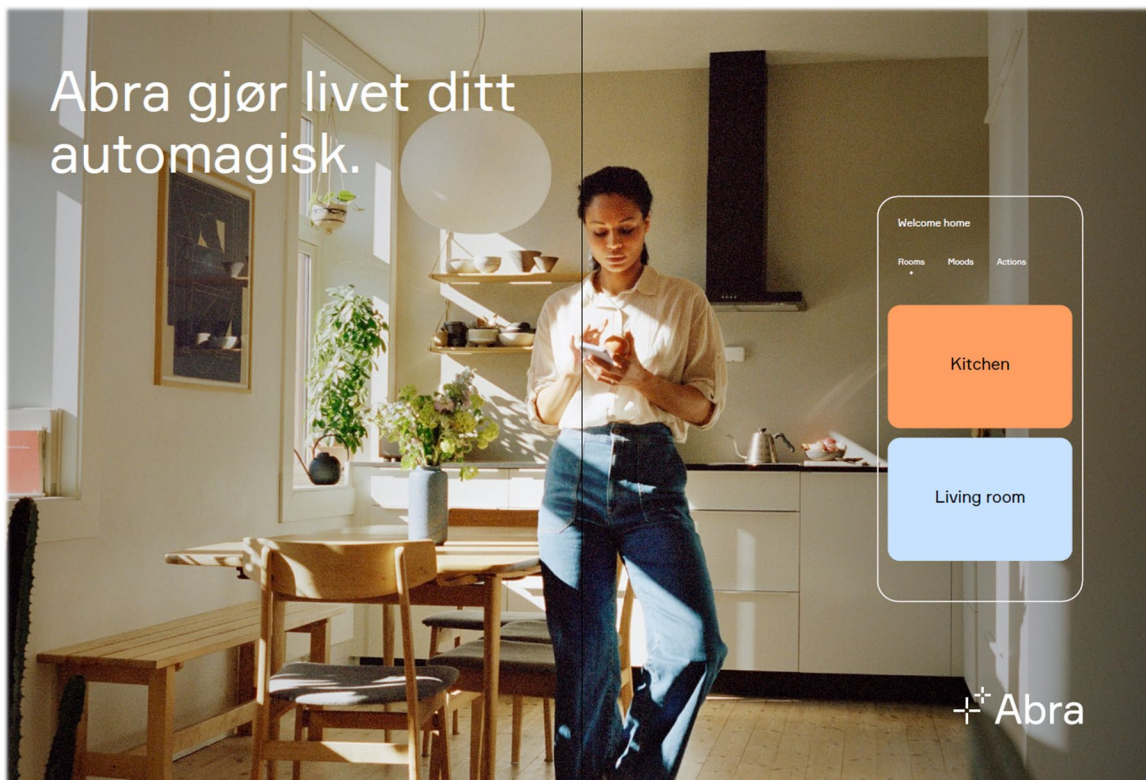 Abra gjør livet ditt
automagisk.
Welcome home
Rooms Moods Actions
Kitchen
Living room
Abra